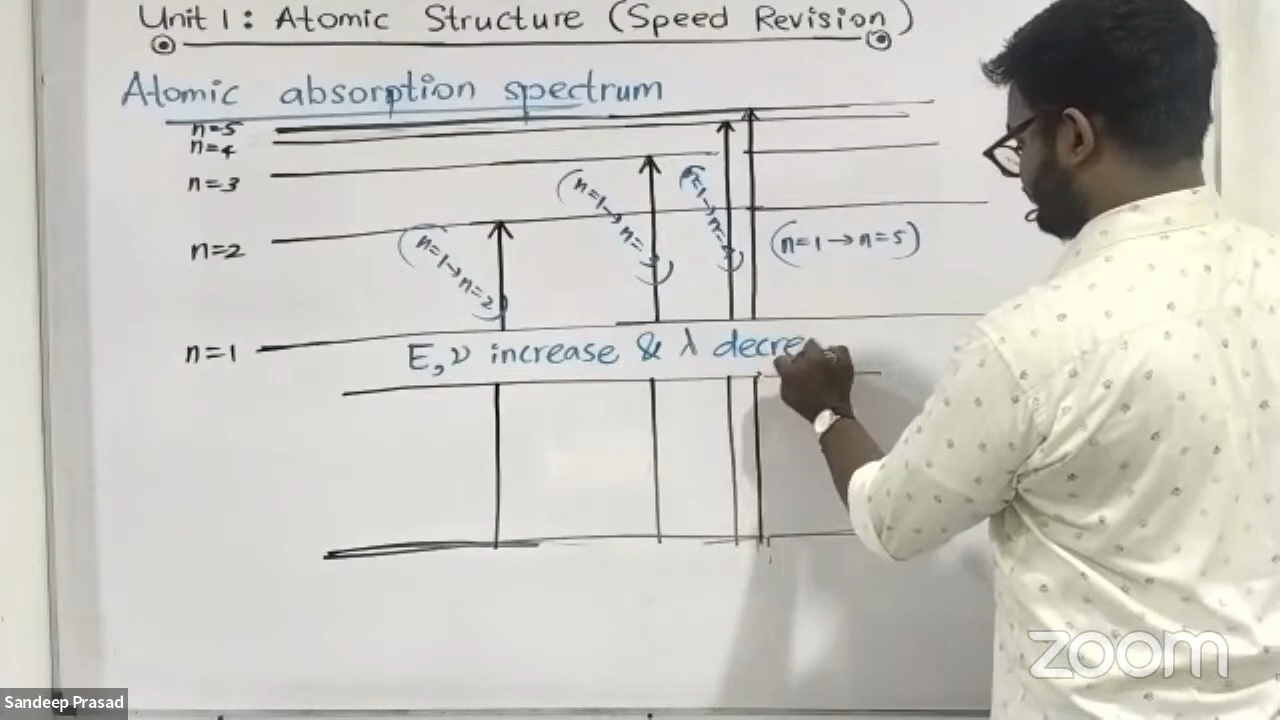 Unit 1: Atomic Structure (Speed Revision)
Atomic absorption spectrum
n=5
n=4
n=3
n=2
n=1
(n=1→n=2)
(n=1→n=3)
(n=1→n=
(n=1→n=5)
E,ν increase & λ decre
zoom
Sandeep Prasad